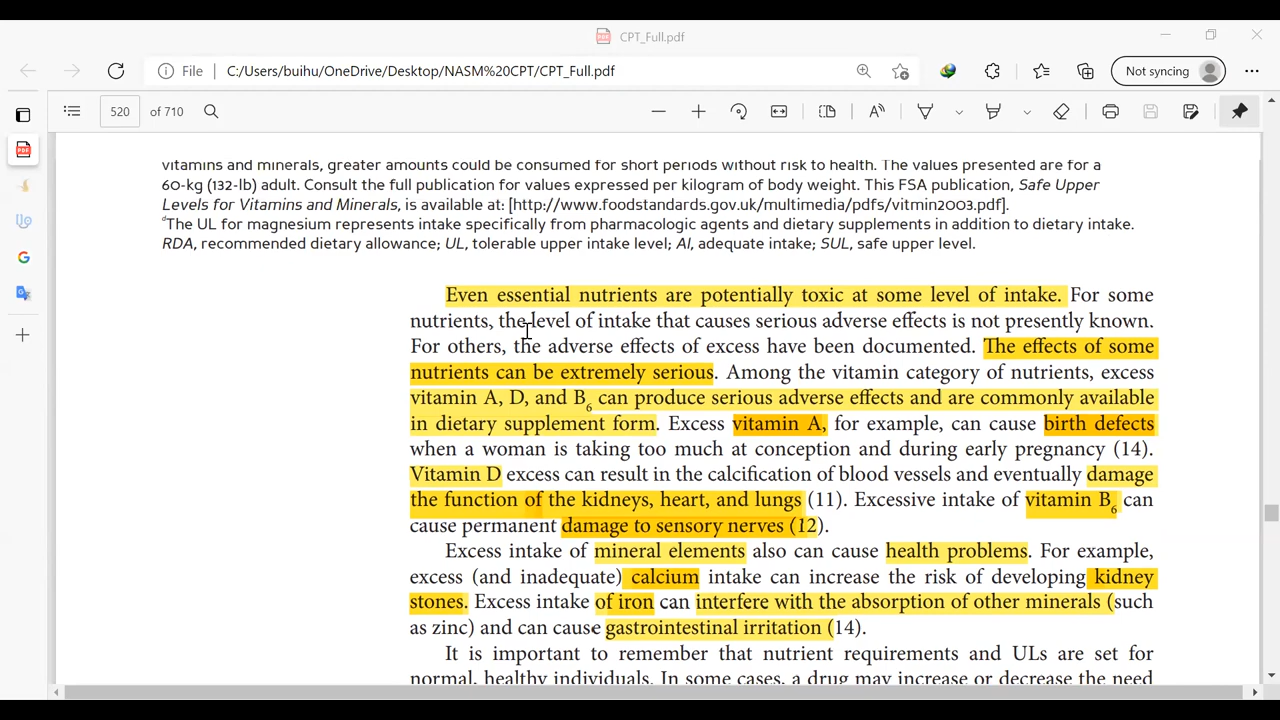 CPT_Full.pdf
File | C:/Users/buihu/OneDrive/Desktop/NASM%20CPT/CPT_Full.pdf
Not syncing
520 of 710
vitamins and minerals, greater amounts could be consumed for short periods without risk to health. The values presented are for a
60-kg (132-lb) adult. Consult the full publication for values expressed per kilogram of body weight. This FSA publication, Safe Upper
Levels for Vitamins and Minerals, is available at: [http://www.foodstandards.gov.uk/multimedia/pdfs/vitmin2003.pdf].
dThe UL for magnesium represents intake specifically from pharmacologic agents and dietary supplements in addition to dietary intake.
RDA, recommended dietary allowance; UL, tolerable upper intake level; AI, adequate intake; SUL, safe upper level.
Even essential nutrients are potentially toxic at some level of intake. For some
nutrients, the level of intake that causes serious adverse effects is not presently known.
For others, the adverse effects of excess have been documented. The effects of some
nutrients can be extremely serious. Among the vitamin category of nutrients, excess
vitamin A, D, and B6 can produce serious adverse effects and are commonly available
in dietary supplement form. Excess vitamin A, for example, can cause birth defects
when a woman is taking too much at conception and during early pregnancy (14).
Vitamin D excess can result in the calcification of blood vessels and eventually damage
the function of the kidneys, heart, and lungs (11). Excessive intake of vitamin B6 can
cause permanent damage to sensory nerves (12).
Excess intake of mineral elements also can cause health problems. For example,
excess (and inadequate) calcium intake can increase the risk of developing kidney
stones. Excess intake of iron can interfere with the absorption of other minerals (such
as zinc) and can cause gastrointestinal irritation (14).
It is important to remember that nutrient requirements and ULs are set for
normal, healthy individuals. In some cases, a drug may increase or decrease the need